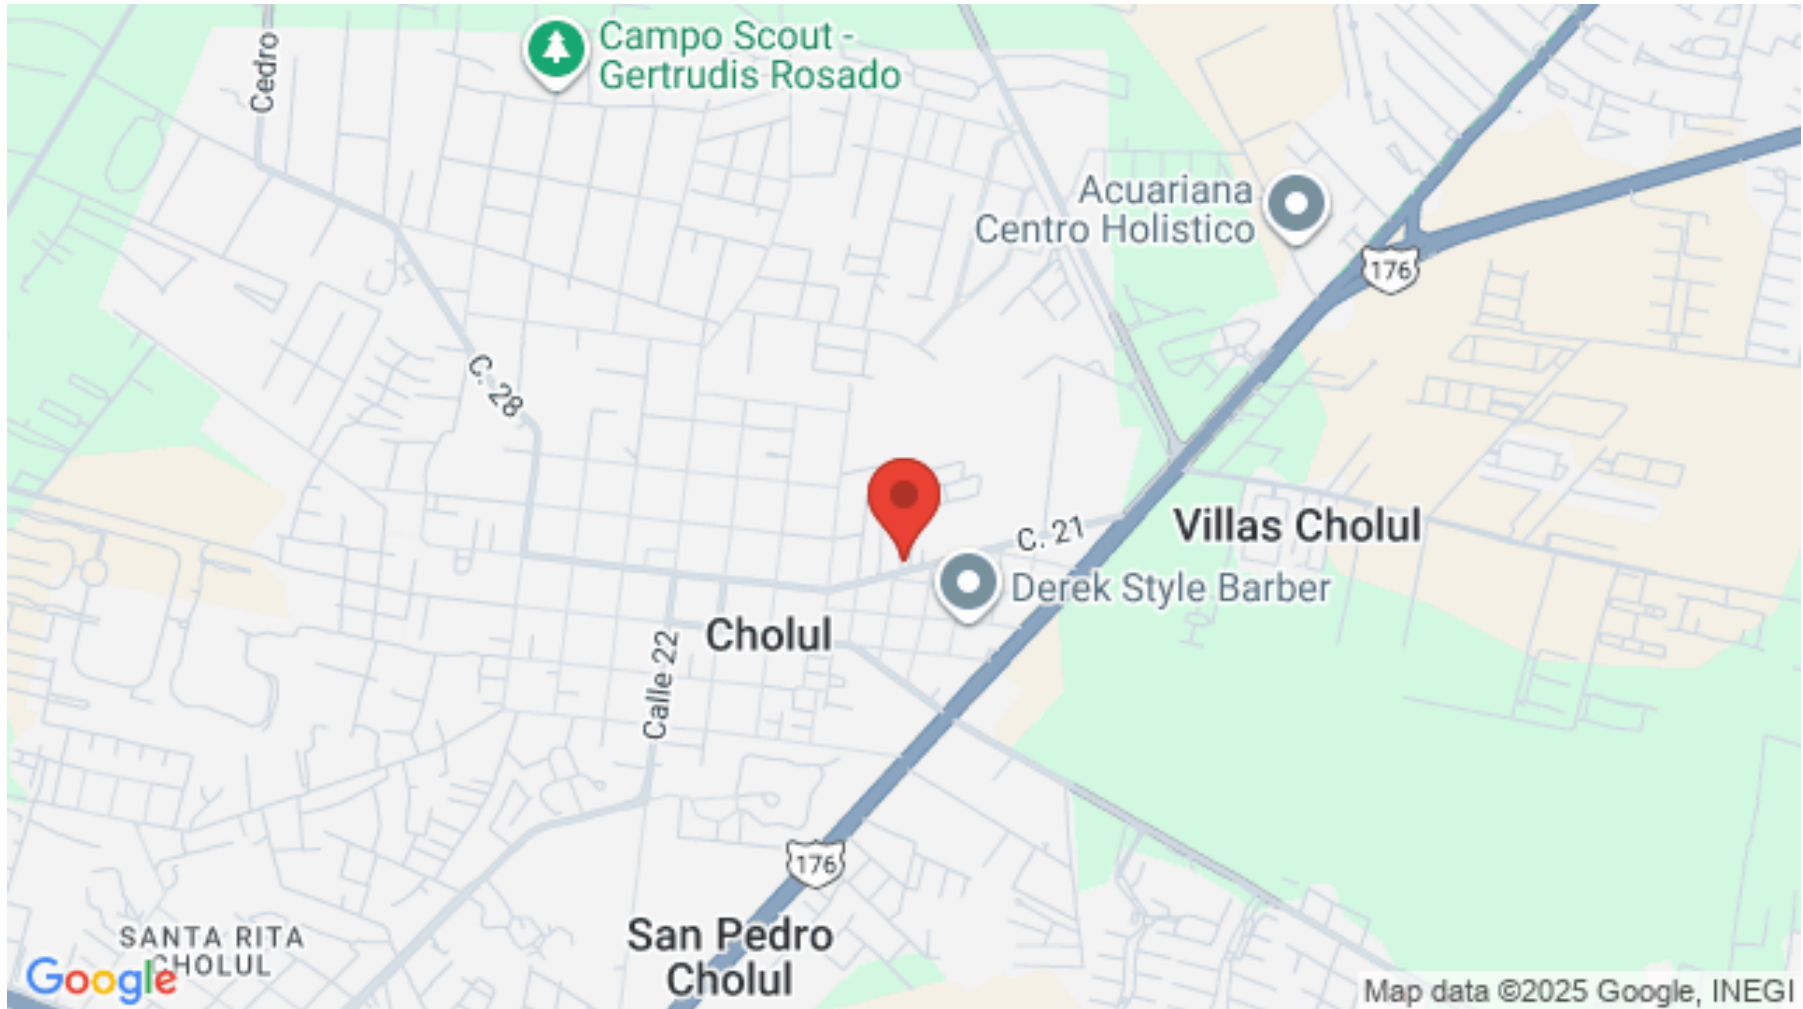 Campo Scout -
Gertrudis Rosado
Cedro
Acuariana
Centro Holistico
176
C. 28
C. 21
Villas Cholul
Derek Style Barber
Cholul
Calle 22
176
San Pedro
Cholul
SANTA RITA
CHOLUL
Google
Map data ©2025 Google, INEGI